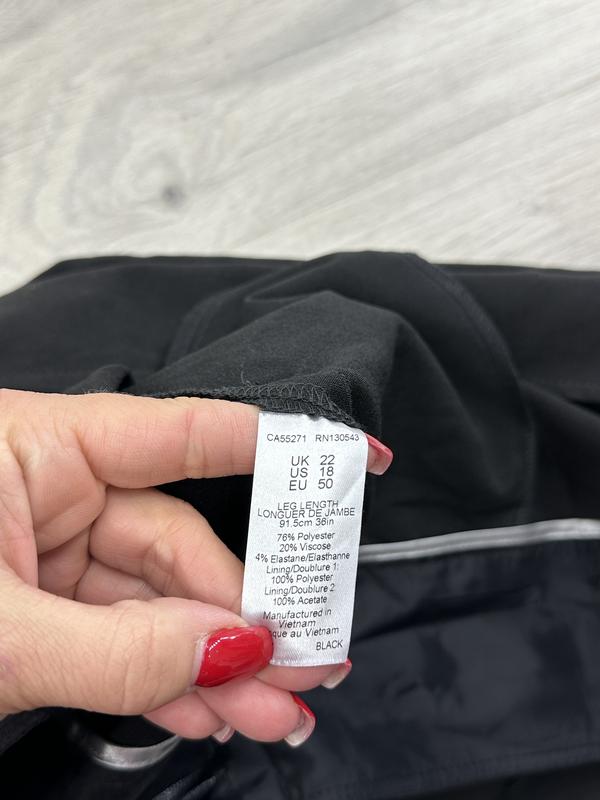 CA55271 RN130543
UK 22
US 18
EU 50
LEG LENGTH
LONGUER DE JAMBE
91.5cm 36in
76% Polyester
20% Viscose
4% Elastane/Elasthanne
Lining/Doublure 1:
100% Polyester
Lining/Doublure 2
100% Acetate
Manufactured in
Vietnam
au Vietnam
BLACK